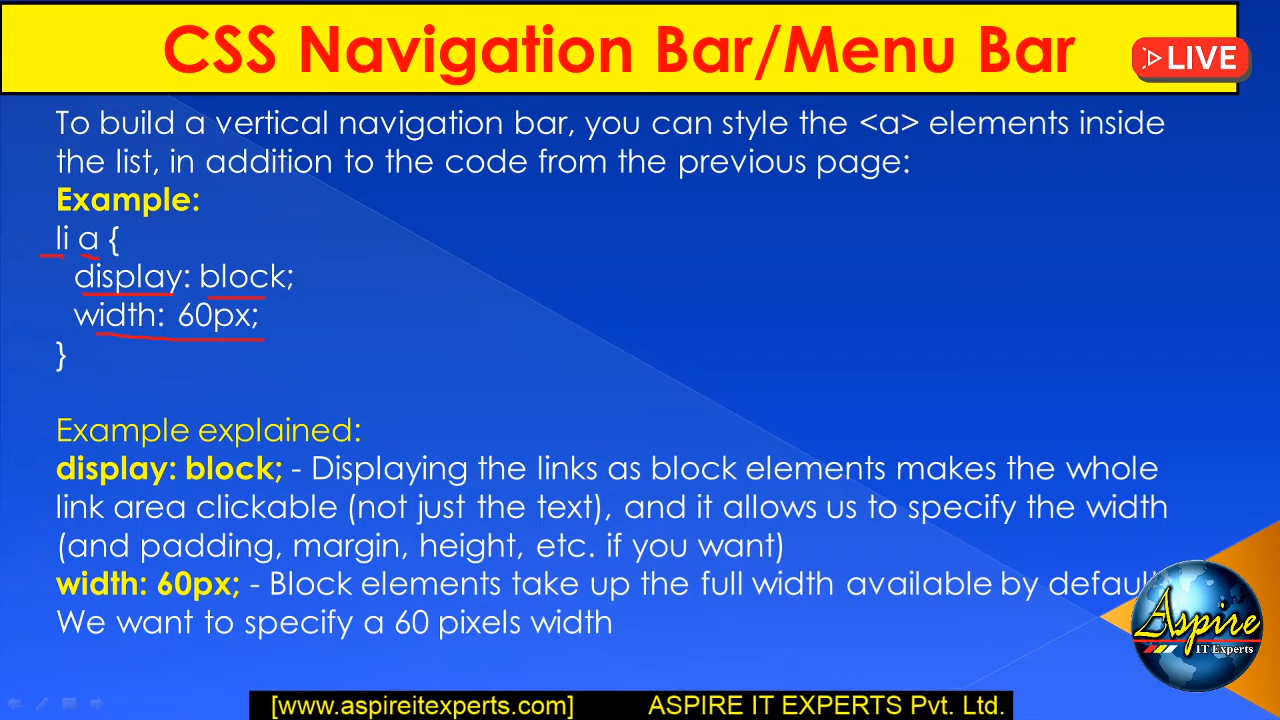 CSS Navigation Bar/Menu Bar
LIVE
To build a vertical navigation bar, you can style the <a> elements inside
the list, in addition to the code from the previous page:
Example:
li a {
display: block;
width: 60px;
}
Example explained:
display: block; - Displaying the links as block elements makes the whole
link area clickable (not just the text), and it allows us to specify the width
(and padding, margin, height, etc. if you want)
width: 60px; - Block elements take up the full width available by
We want to specify a 60 pixels width
Aspire
IT Experts
[www.aspireitexperts.com] ASPIRE IT EXPERTS Pvt. Ltd.